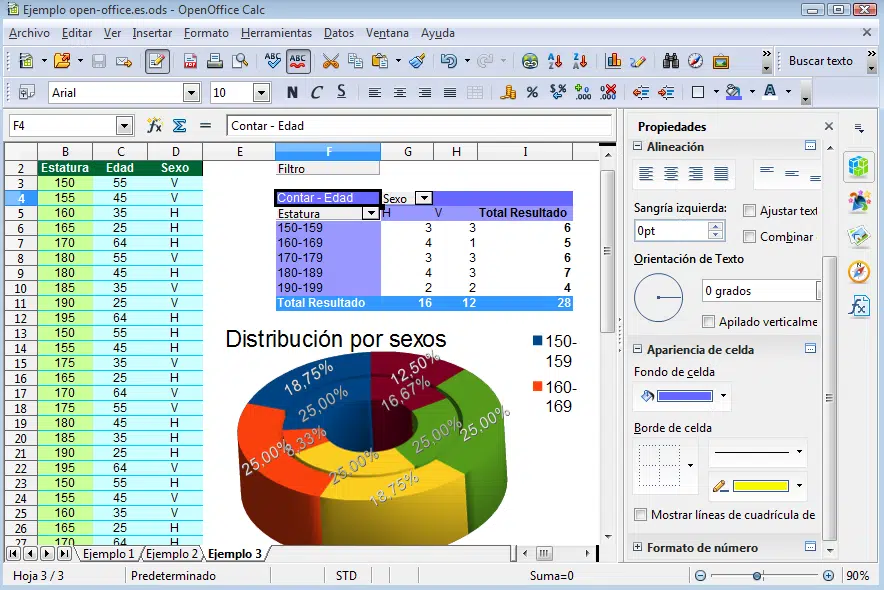 Ejemplo open-office.es.ods - OpenOffice Calc
Archivo Editar Ver Insertar Formato Herramientas Datos Ventana Ayuda
Buscar texto
Arial 10 N C S
F4 Contar - Edad
B C D E F G H I
2 Estatura Edad Sexo Filtro
3 150 55 V
4 155 45 V Contar - Edad Sexo
5 160 35 H Estatura H V Total Resultado
6 165 25 H 150-159 3 3 6
7 170 64 H 160-169 4 1 5
8 180 55 V 170-179 3 3 6
9 180 45 H 180-189 4 3 7
10 185 35 V 190-199 2 2 4
11 190 25 V Total Resultado 16 12 28
12 195 64 V
13 150 55 H
14 155 45 H
15 175 35 V
16 165 25 H
17 170 64 V
18 175 55 V
19 180 45 H
20 185 35 H
21 190 25 H
22 195 64 V
23 150 55 H
24 155 45 V
25 160 35 V
26 165 25 H
27 170 64 H
Distribución por sexos
150-
159
160-
169
18,75%
12,50%
25,00%
16,67%
25,00%
25,00%
25,00%
8,33%
25,00%
18,75%
Propiedades
Alineación
Sangría izquierda:
Ajustar text
0pt
Combinar
Orientación de Texto
0 grados
Apilado verticalme
Apariencia de celda
Fondo de celda
Borde de celda
Mostrar líneas de cuadrícula de
Formato de número
Ejemplo 1 Ejemplo 2 Ejemplo 3
Hoja 3 / 3 Predeterminado STD Suma=0 90%